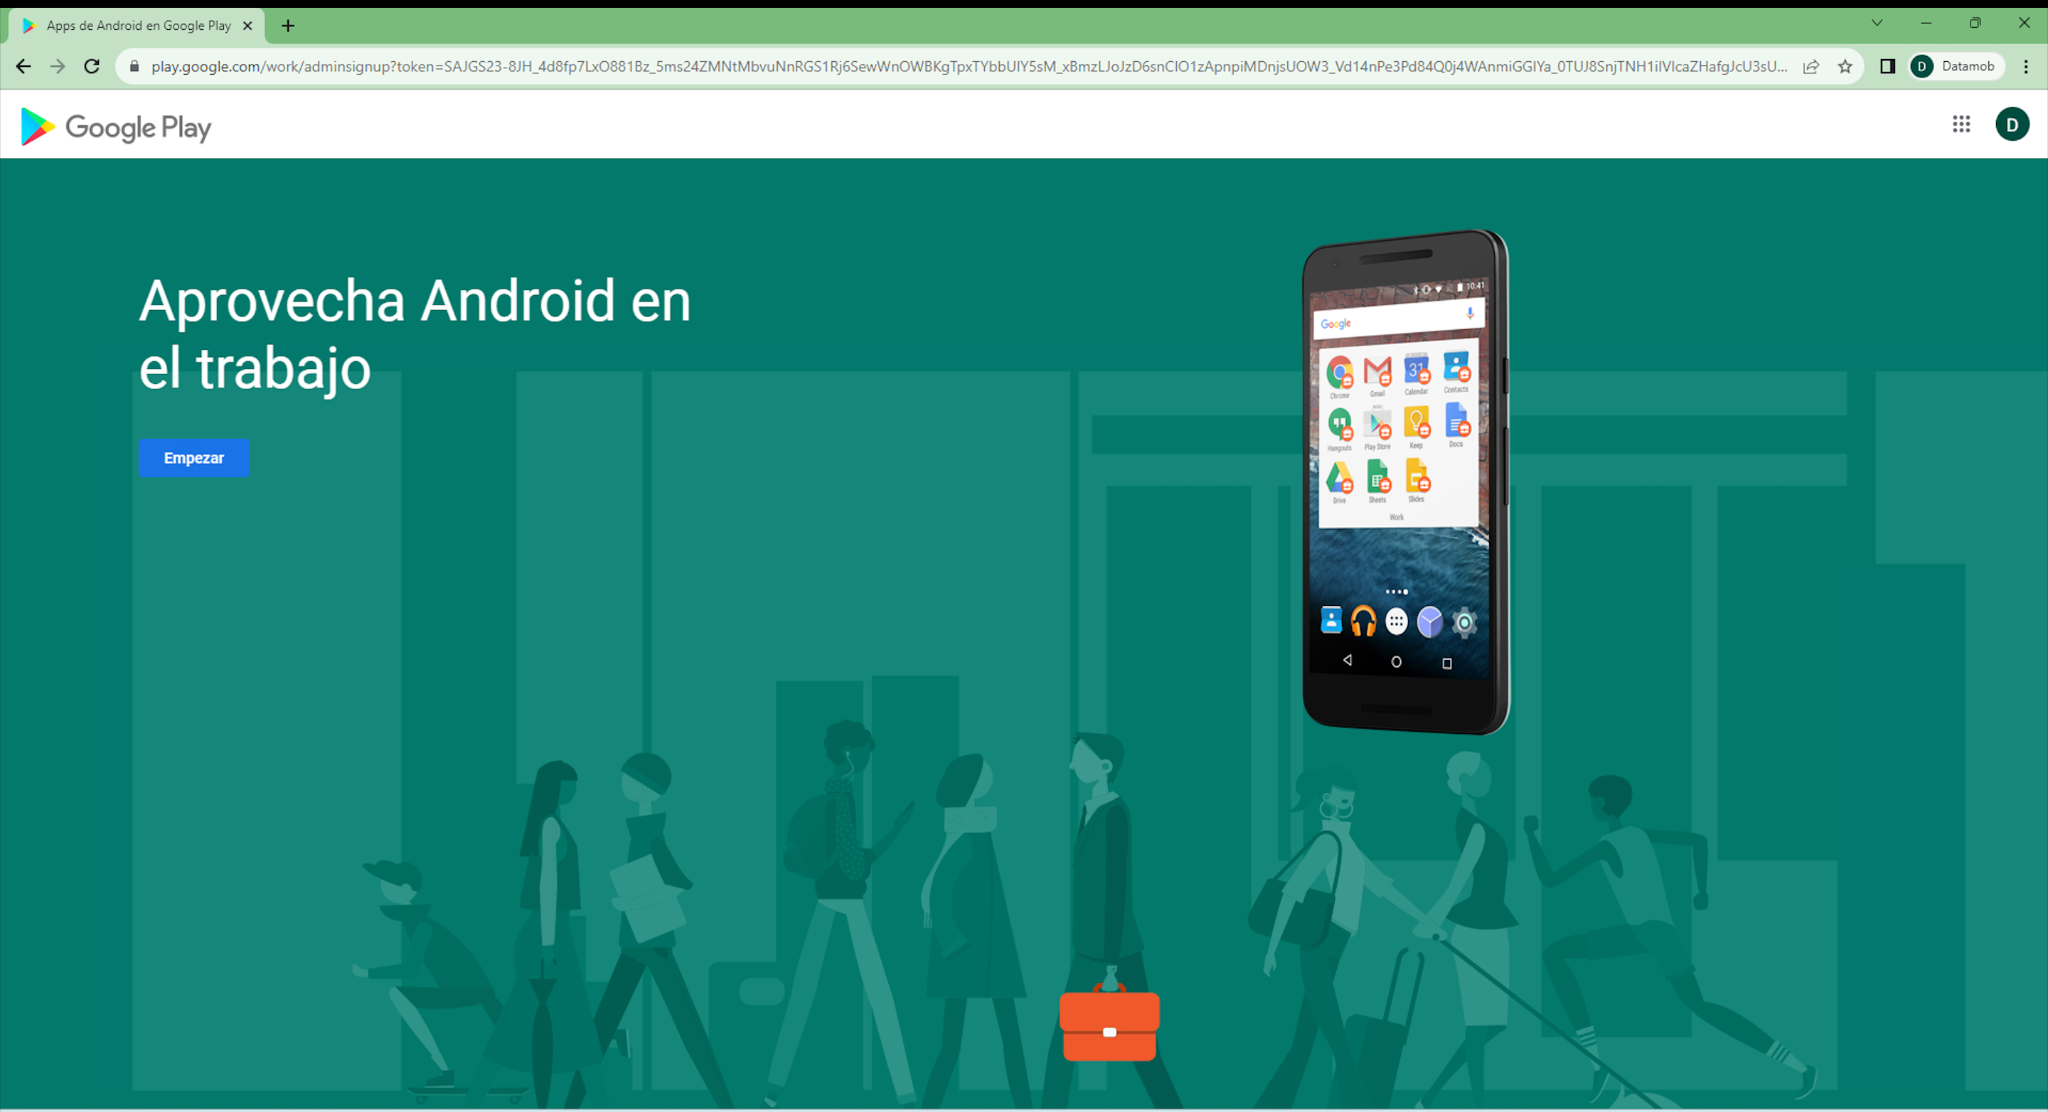 Apps de Android en Google Play
play.google.com/work/adminsignup?token=SAJGS23-8JH_4d8fp7LxO881Bz_5ms24ZMNtMbvuNnRGS1Rj6SewWnOWBKgTpxTYbbUIY5sM_xBmzLJoJzD6snClO1zApnpiMDnjsUOW3_Vd14nPe3Pd84Q0j4WAnmiGGlYa_0TUJ8SnjTNH1ilVlcaZHafgJcU3sU...
D Datamob
Google Play
D
Aprovecha Android en
el trabajo
Empezar
10:41
Google
Chrome Gmail 31 Calendar Contacts
Hangouts Play Store Keep Docs
Drive Sheets Slides
Work